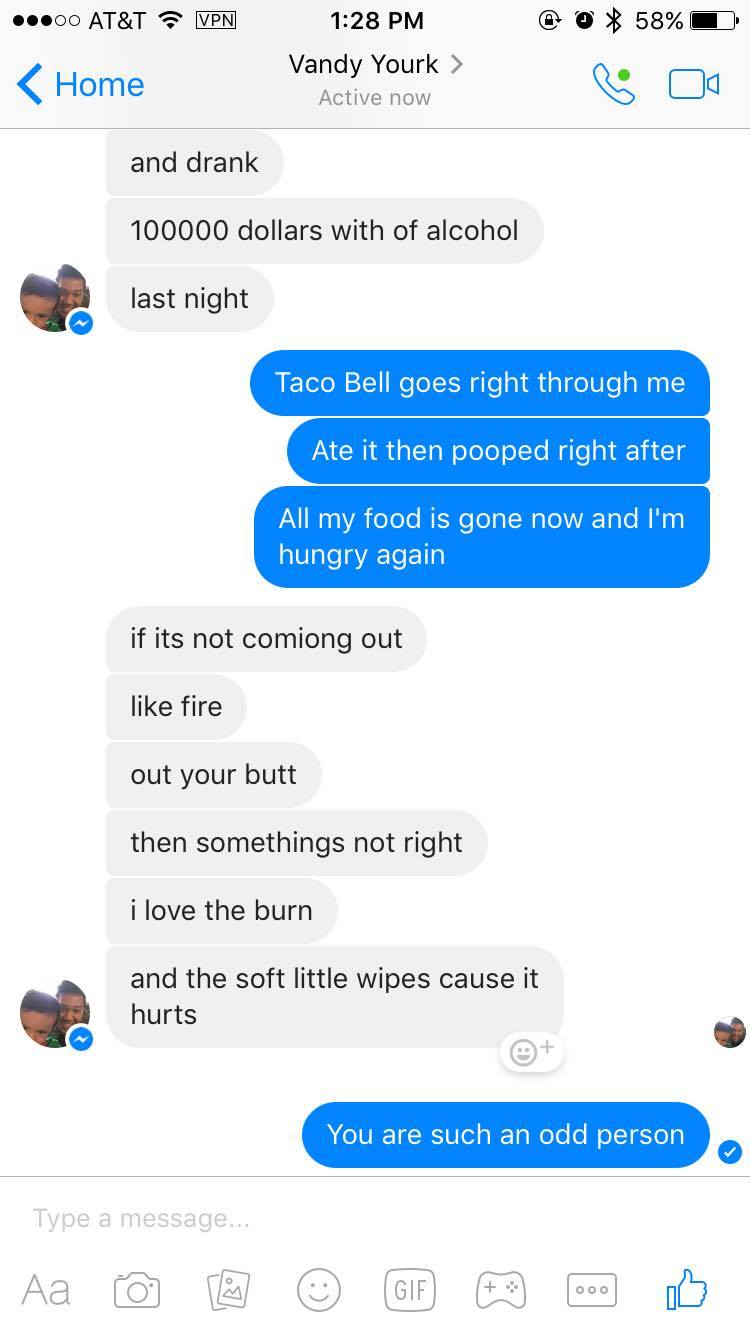 AT&T VPN 1:28 PM 58%
Home
Vandy Yourk
Active now
and drank
100000 dollars with of alcohol
last night
Taco Bell goes right through me
Ate it then pooped right after
All my food is gone now and I'm
hungry again
if its not comiong out
like fire
out your butt
then somethings not right
i love the burn
and the soft little wipes cause it
hurts
You are such an odd person
Type a message...
Aa GIF